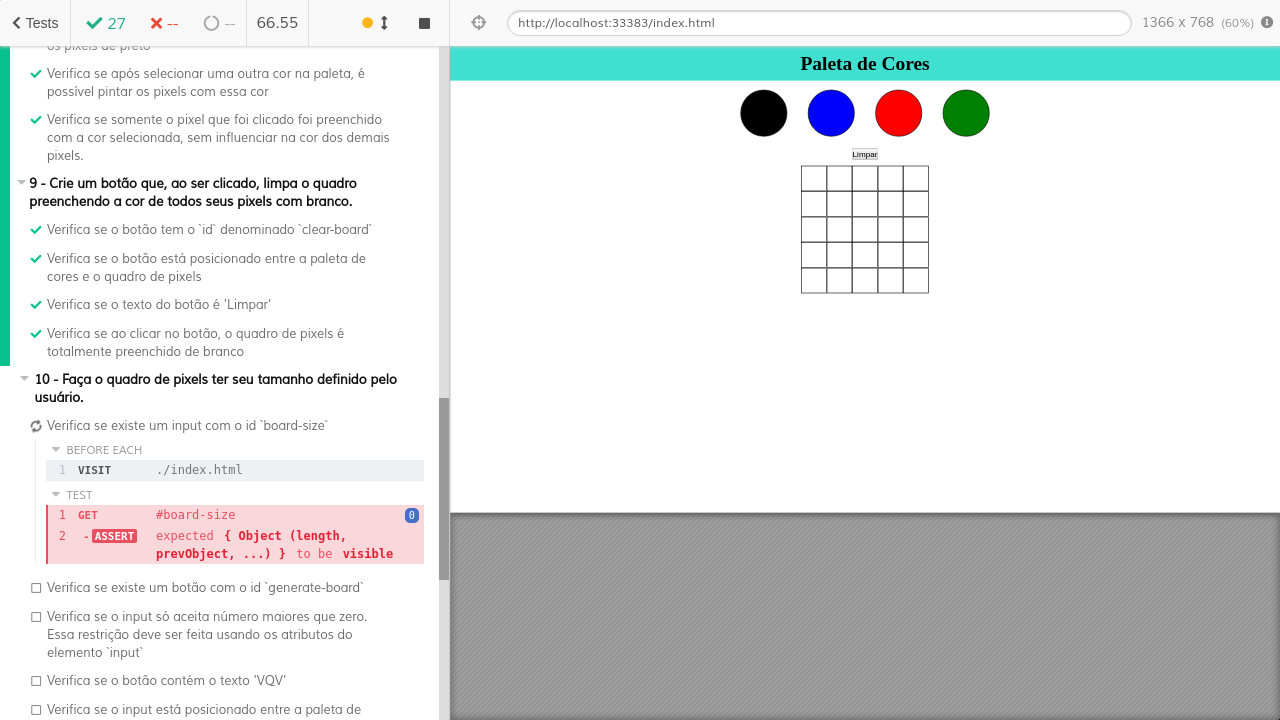 Tests 27 -- -- 66.55
http://localhost:33383/index.html 1366 x 768 (60%)
os pixels de preto
Verifica se após selecionar uma outra cor na paleta, é
possível pintar os pixels com essa cor
Verifica se somente o pixel que foi clicado foi preenchido
com a cor selecionada, sem influenciar na cor dos demais
pixels.
9 - Crie um botão que, ao ser clicado, limpa o quadro
preenchendo a cor de todos seus pixels com branco.
Verifica se o botão tem o `id` denominado `clear-board`
Verifica se o botão está posicionado entre a paleta de
cores e o quadro de pixels
Verifica se o texto do botão é 'Limpar'
Verifica se ao clicar no botão, o quadro de pixels é
totalmente preenchido de branco
10 - Faça o quadro de pixels ter seu tamanho definido pelo
usuário.
Verifica se existe um input com o id `board-size`
BEFORE EACH
1 VISIT ./index.html
TEST
1 GET #board-size 0
2 -ASSERT expected { Object (length,
prevObject, ...) } to be visible
Verifica se existe um botão com o id `generate-board`
Verifica se o input só aceita número maiores que zero.
Essa restrição deve ser feita usando os atributos do
elemento `input`
Verifica se o botão contém o texto 'VQV'
Verifica se o input está posicionado entre a paleta de
Paleta de Cores
Limpar